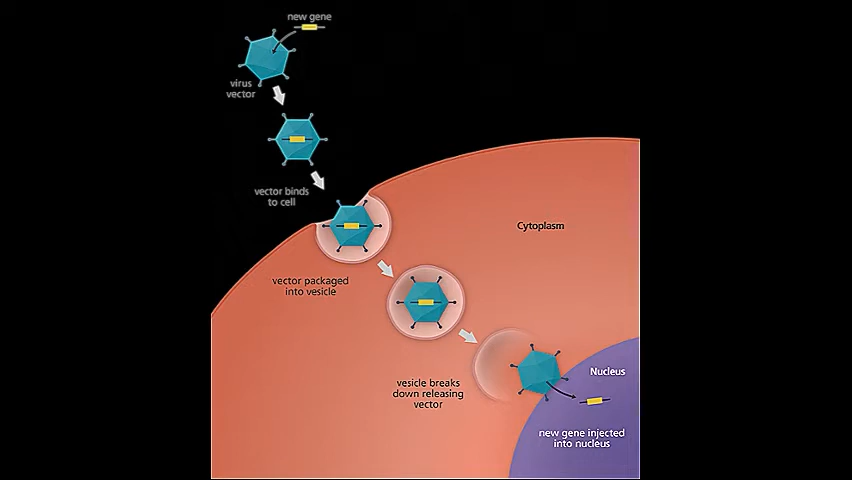 new gene
virus
vector
vector binds
to cell
Cytoplasm
vector packaged
into vesicle
Nucleus
vesicle breaks
down releasing
vector
new gene injected
into nucleus